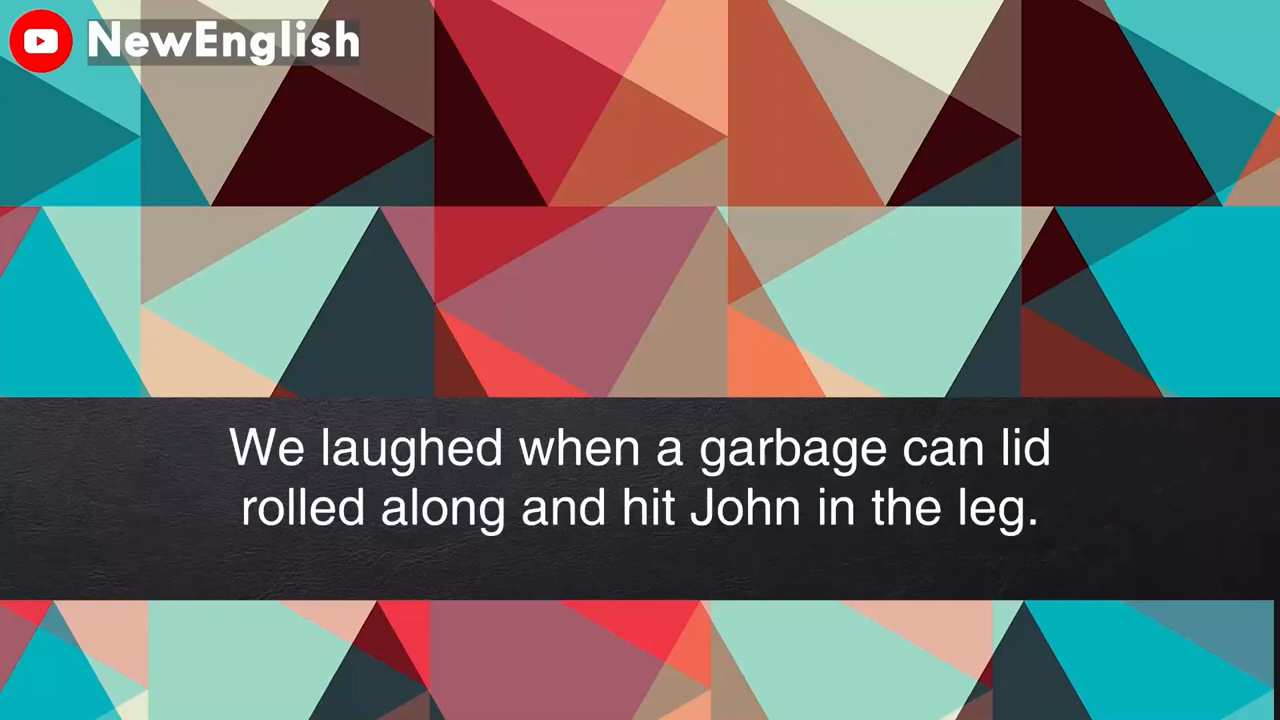 NewEnglish
We laughed when a garbage can lid
rolled along and hit John in the leg.